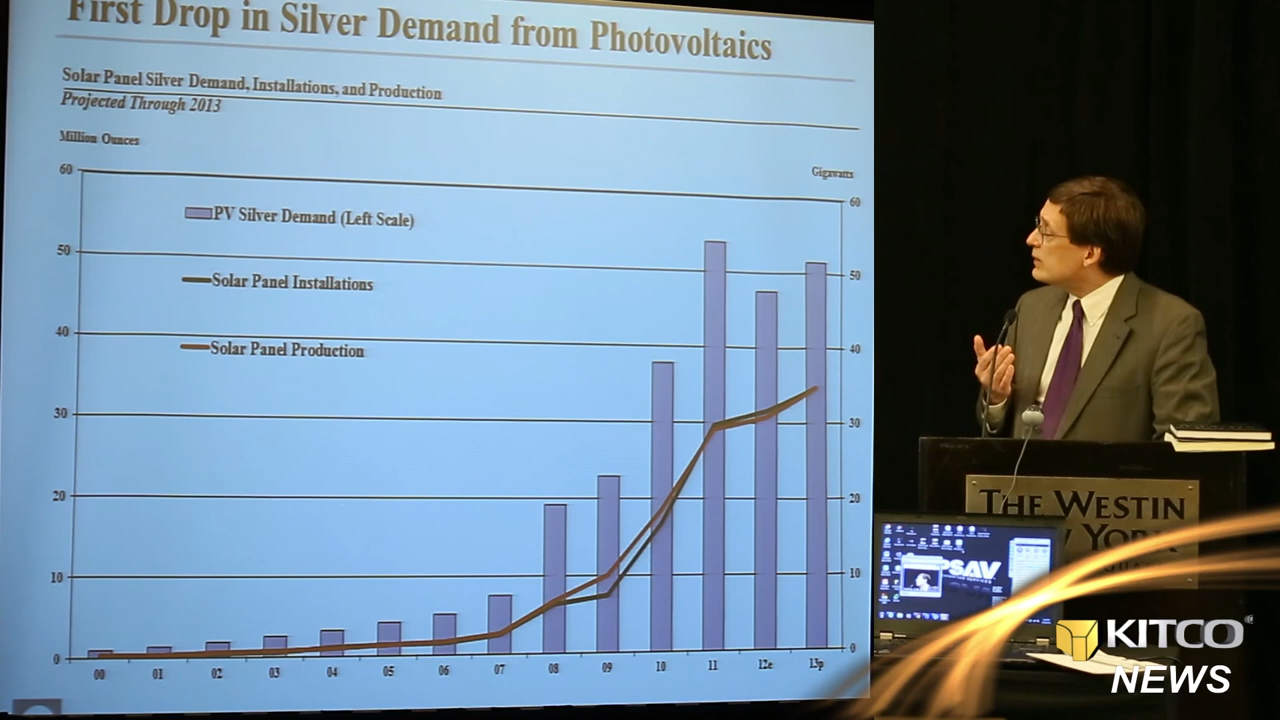 First Drop in Silver Demand from Photovoltaics
Solar Panel Silver Demand, Installations, and Production
Projected Through 2013
Million Ounces
Gigawatts
60
50
40
30
20
10
0
PV Silver Demand (Left Scale)
Solar Panel Installations
Solar Panel Production
60
50
40
30
20
10
0
00 01 02 03 04 05 06 07 08 09 10 11 12e 13p
THE WESTIN
YORK
PSAV
KITCO
NEWS